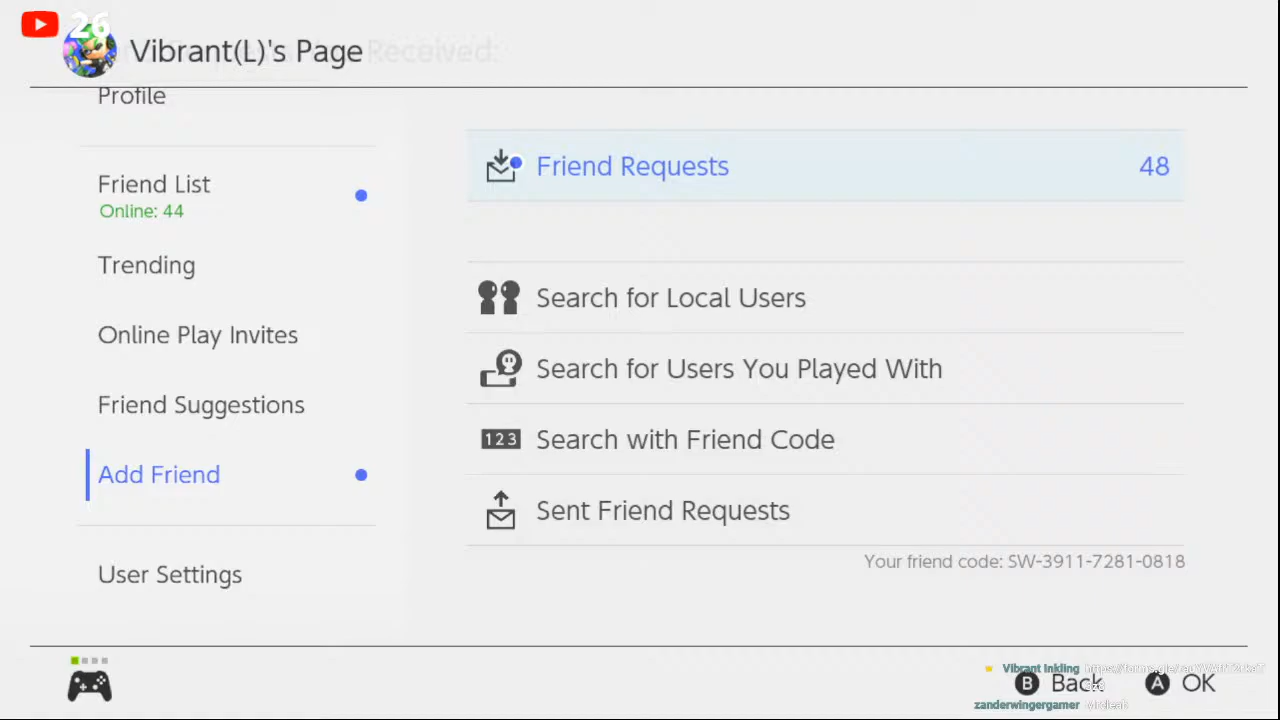 26
Vibrant(L)'s Page
Received:
Profile
Friend List
Online: 44
Trending
Online Play Invites
Friend Suggestions
Add Friend
User Settings
Friend Requests 48
Search for Local Users
Search for Users You Played With
123 Search with Friend Code
Sent Friend Requests
Your friend code: SW-3911-7281-0818
Vibrant Inkling
B Back A OK
zanderwingergamer